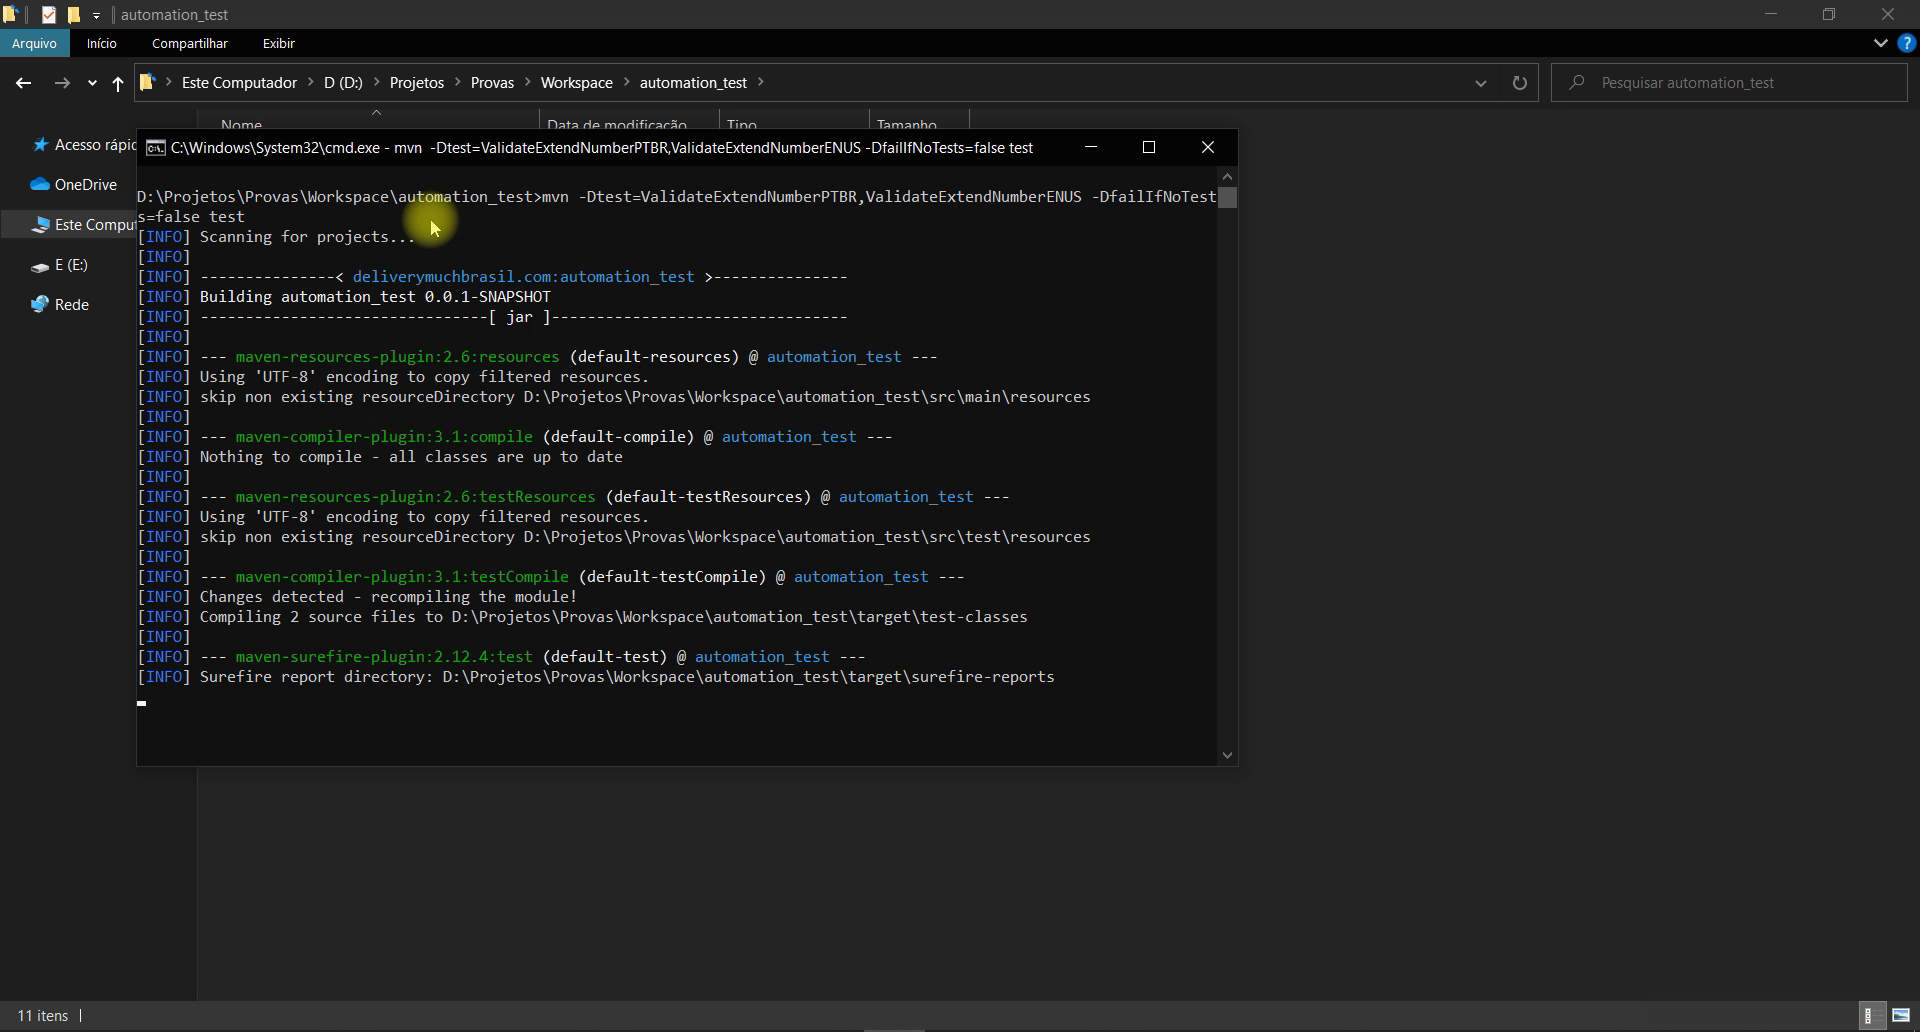 automation_test
Arquivo Início Compartilhar Exibir
Este Computador D (D:) Projetos Provas Workspace automation_test
Pesquisar automation_test
Nome Data de modificação Tipo Tamanho
Acesso rápid
OneDrive
Este Comput
E (E:)
Rede
C:\Windows\System32\cmd.exe - mvn -Dtest=ValidateExtendNumberPTBR,ValidateExtendNumberENUS -DfailIfNoTests=false test
D:\Projetos\Provas\Workspace\automation_test>mvn -Dtest=ValidateExtendNumberPTBR,ValidateExtendNumberENUS -DfailIfNoTest
s=false test
[INFO] Scanning for projects...
[INFO]
[INFO] ---------------< deliverymuchbrasil.com:automation_test >---------------
[INFO] Building automation_test 0.0.1-SNAPSHOT
[INFO] --------------------------------[ jar ]---------------------------------
[INFO]
[INFO] --- maven-resources-plugin:2.6:resources (default-resources) @ automation_test ---
[INFO] Using 'UTF-8' encoding to copy filtered resources.
[INFO] skip non existing resourceDirectory D:\Projetos\Provas\Workspace\automation_test\src\main\resources
[INFO]
[INFO] --- maven-compiler-plugin:3.1:compile (default-compile) @ automation_test ---
[INFO] Nothing to compile - all classes are up to date
[INFO]
[INFO] --- maven-resources-plugin:2.6:testResources (default-testResources) @ automation_test ---
[INFO] Using 'UTF-8' encoding to copy filtered resources.
[INFO] skip non existing resourceDirectory D:\Projetos\Provas\Workspace\automation_test\src\test\resources
[INFO]
[INFO] --- maven-compiler-plugin:3.1:testCompile (default-testCompile) @ automation_test ---
[INFO] Changes detected - recompiling the module!
[INFO] Compiling 2 source files to D:\Projetos\Provas\Workspace\automation_test\target\test-classes
[INFO]
[INFO] --- maven-surefire-plugin:2.12.4:test (default-test) @ automation_test ---
[INFO] Surefire report directory: D:\Projetos\Provas\Workspace\automation_test\target\surefire-reports
11 itens